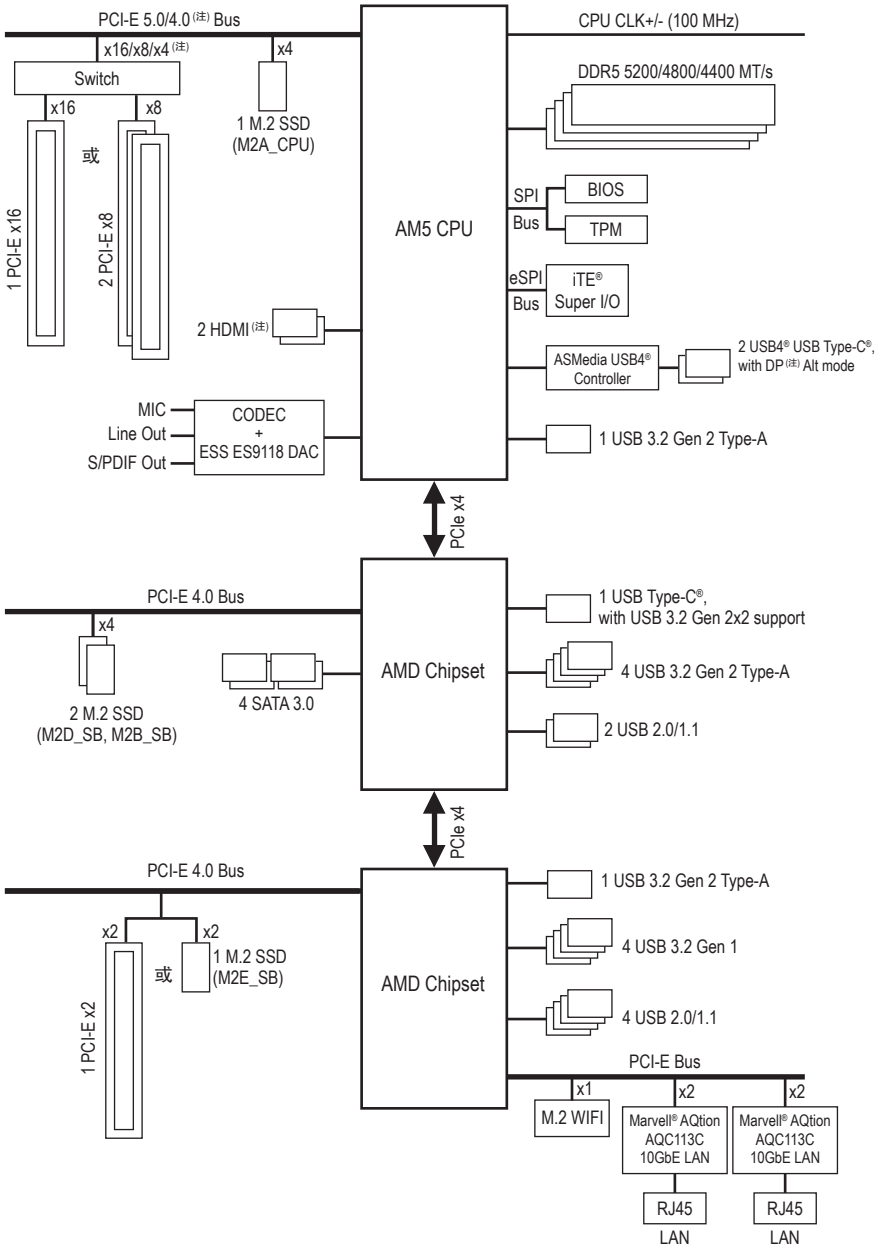 PCI-E 5.0/4.0 (注) Bus
x16/x8/x4 (注)
x4
Switch
x16
x8
或
1 PCI-E x16
2 PCI-E x8
1 M.2 SSD
(M2A_CPU)
2 HDMI (注)
MIC
Line Out
S/PDIF Out
CODEC
+
ESS ES9118 DAC
AM5 CPU
CPU CLK+/- (100 MHz)
DDR5 5200/4800/4400 MT/s
SPI
Bus
BIOS
TPM
eSPI
Bus
iTE®
Super I/O
ASMedia USB4®
Controller
2 USB4® USB Type-C®,
with DP (注) Alt mode
1 USB 3.2 Gen 2 Type-A
PCIe x4
PCI-E 4.0 Bus
x4
2 M.2 SSD
(M2D_SB, M2B_SB)
4 SATA 3.0
AMD Chipset
1 USB Type-C®,
with USB 3.2 Gen 2x2 support
4 USB 3.2 Gen 2 Type-A
2 USB 2.0/1.1
PCIe x4
PCI-E 4.0 Bus
x2
x2
1 PCI-E x2
或
1 M.2 SSD
(M2E_SB)
AMD Chipset
1 USB 3.2 Gen 2 Type-A
4 USB 3.2 Gen 1
4 USB 2.0/1.1
PCI-E Bus
x1
x2
x2
M.2 WIFI
Marvell® AQtion
AQC113C
10GbE LAN
Marvell® AQtion
AQC113C
10GbE LAN
RJ45
RJ45
LAN
LAN